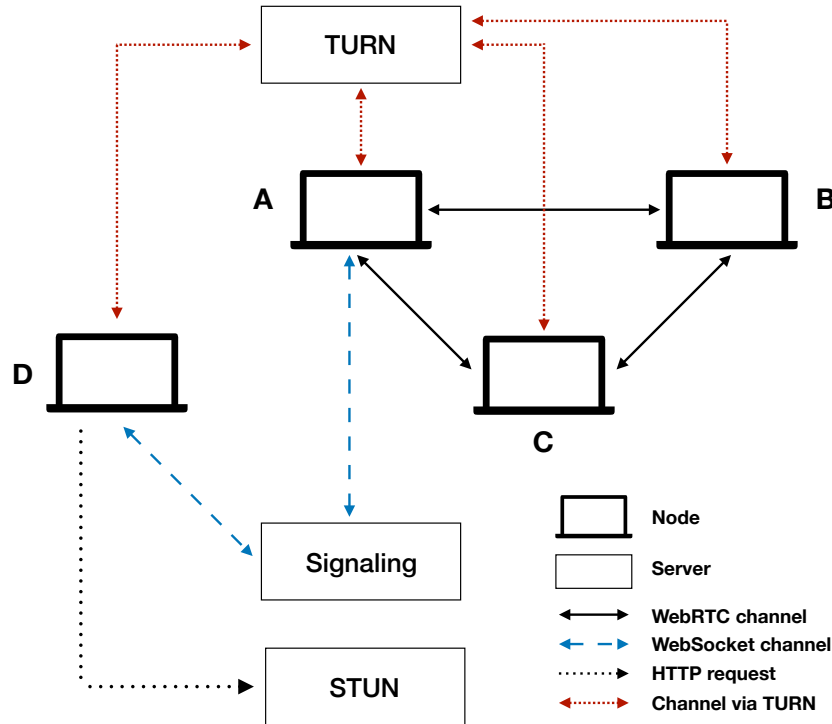 TURN
A
B
D
C
Signaling
STUN
Node
Server
WebRTC channel
WebSocket channel
HTTP request
Channel via TURN